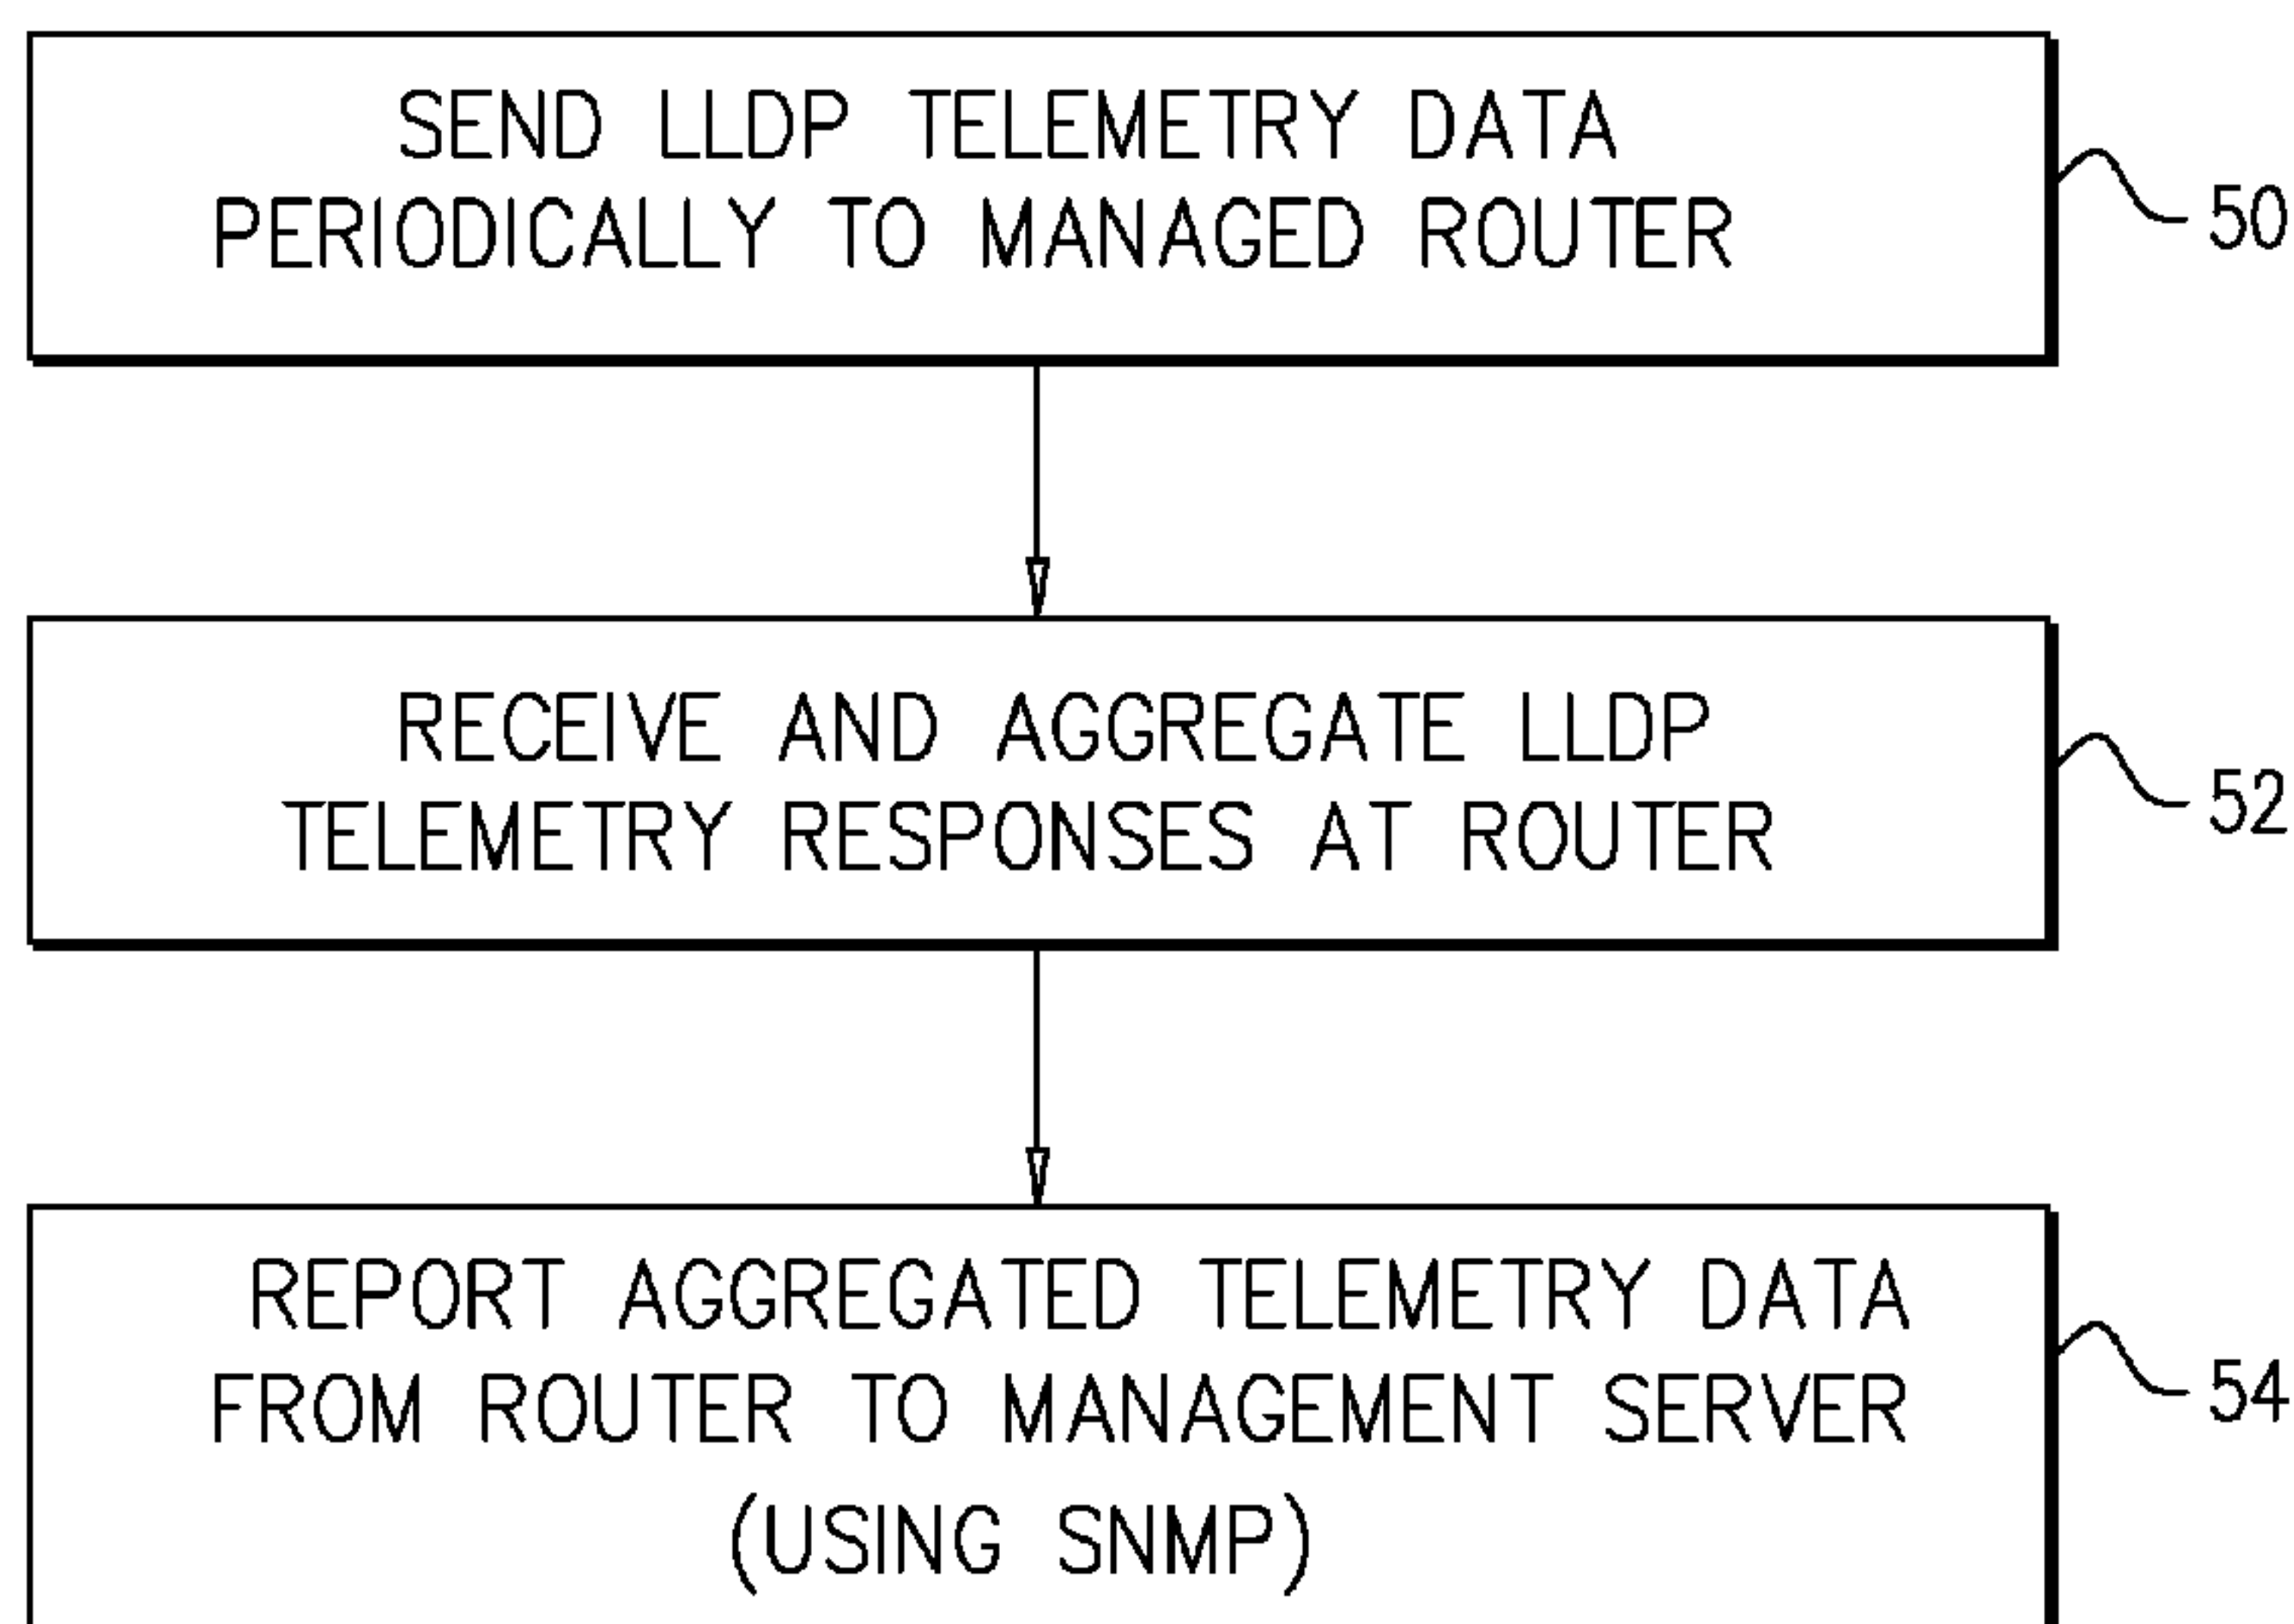 SEND LLDP TELEMETRY DATA
PERIODICALLY TO MANAGED ROUTER
50
RECEIVE AND AGGREGATE LLDP
TELEMETRY RESPONSES AT ROUTER
52
REPORT AGGREGATED TELEMETRY DATA
FROM ROUTER TO MANAGEMENT SERVER
(USING SNMP)
54